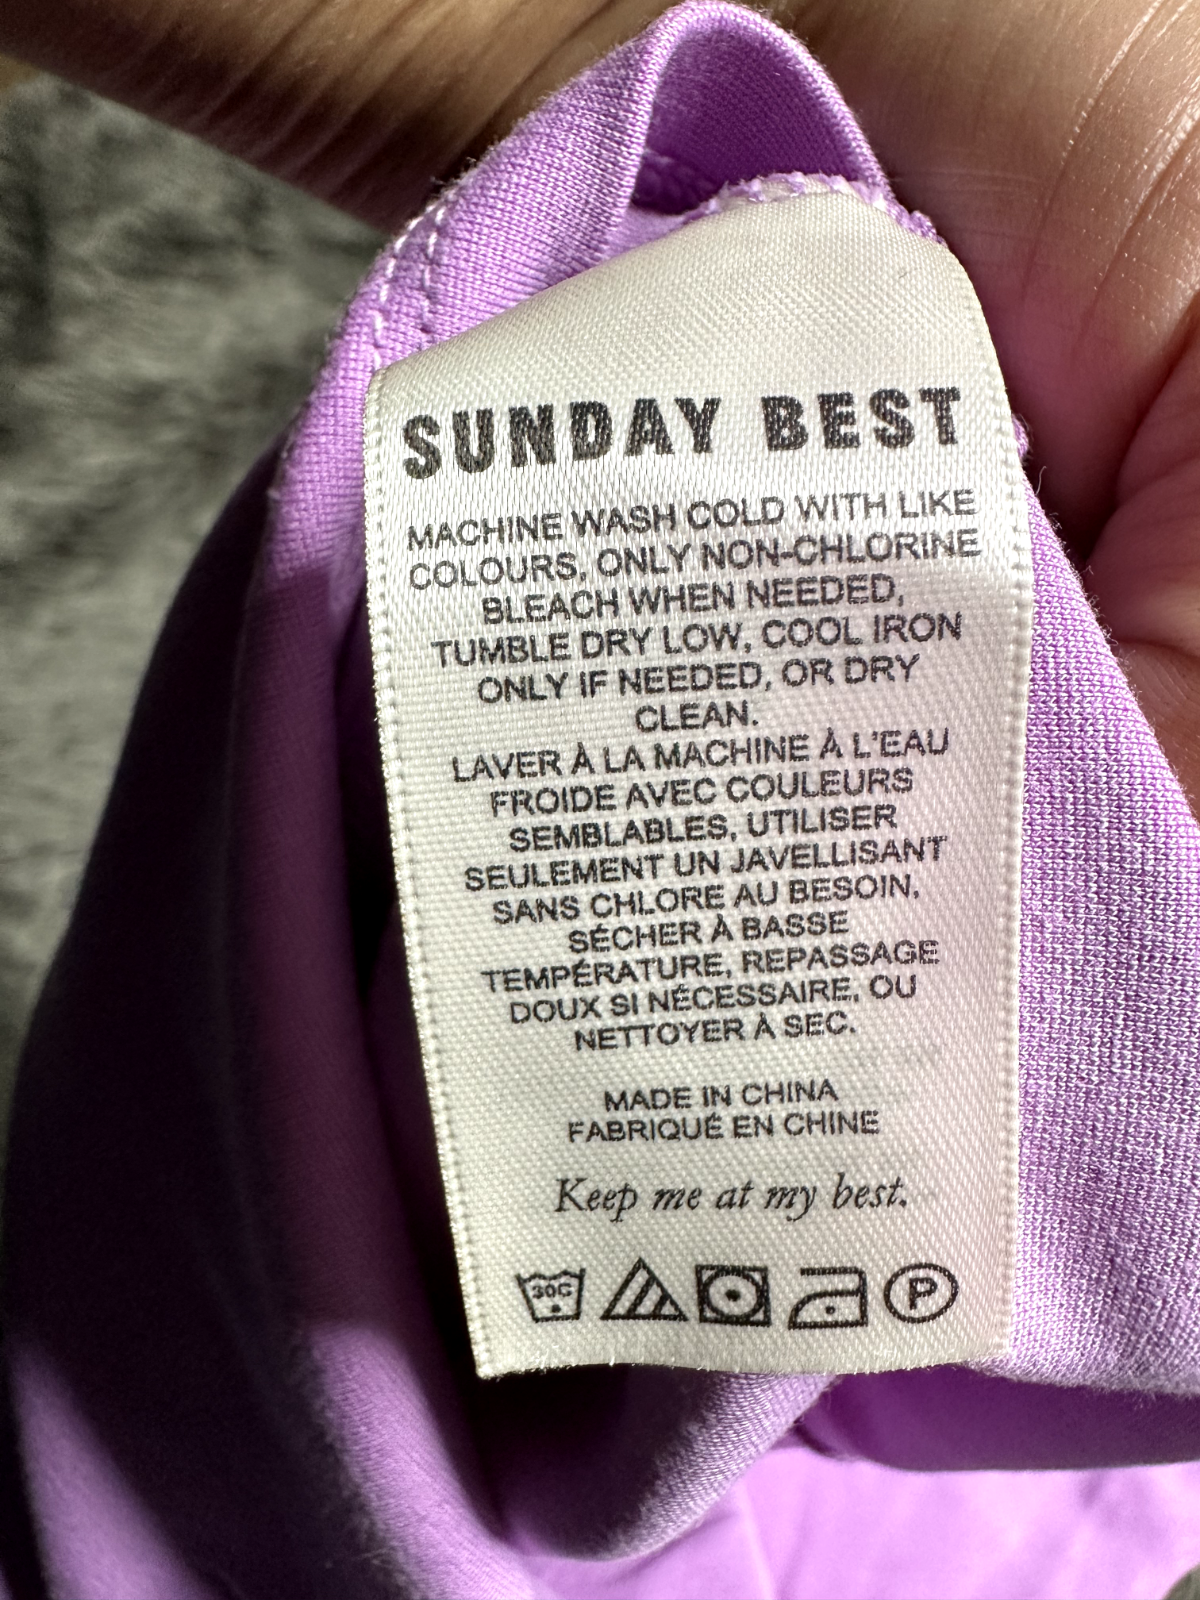 SUNDAY BEST
MACHINE WASH COLD WITH LIKE
COLOURS, ONLY NON-CHLORINE
BLEACH WHEN NEEDED,
TUMBLE DRY LOW, COOL IRON
ONLY IF NEEDED, OR DRY
CLEAN.
LAVER À LA MACHINE À L'EAU
FROIDE AVEC COULEURS
SEMBLABLES, UTILISER
SEULEMENT UN JAVELLISANT
SANS CHLORE AU BESOIN,
SÉCHER À BASSE
TEMPÉRATURE, REPASSAGE
DOUX SI NÉCESSAIRE, OU
NETTOYER À SEC.
MADE IN CHINA
FABRIQUÉ EN CHINE
Keep me at my best.
30C P